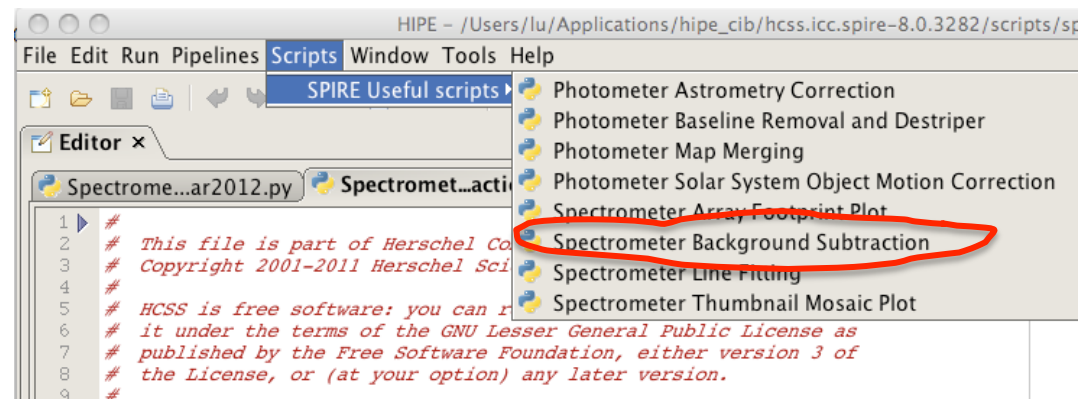 HIPE – /Users/lu/Applications/hipe_cib/hcss.icc.spire-8.0.3282/scripts/sp
File Edit Run Pipelines Scripts Window Tools Help
SPIRE Useful scripts
Photometer Astrometry Correction
Photometer Baseline Removal and Destriper
Photometer Map Merging
Photometer Solar System Object Motion Correction
Spectrometer Array Footprint Plot
Spectrometer Background Subtraction
Spectrometer Line Fitting
Spectrometer Thumbnail Mosaic Plot
Editor ×
Spectrome...ar2012.py Spectromet...acti
1 #
2 # This file is part of Herschel Co
3 # Copyright 2001-2011 Herschel Sci
4 #
5 # HCSS is free software: you can r
6 # it under the terms of the GNU Lesser General Public License as
7 # published by the Free Software Foundation, either version 3 of
8 # the License, or (at your option) any later version.
9 #